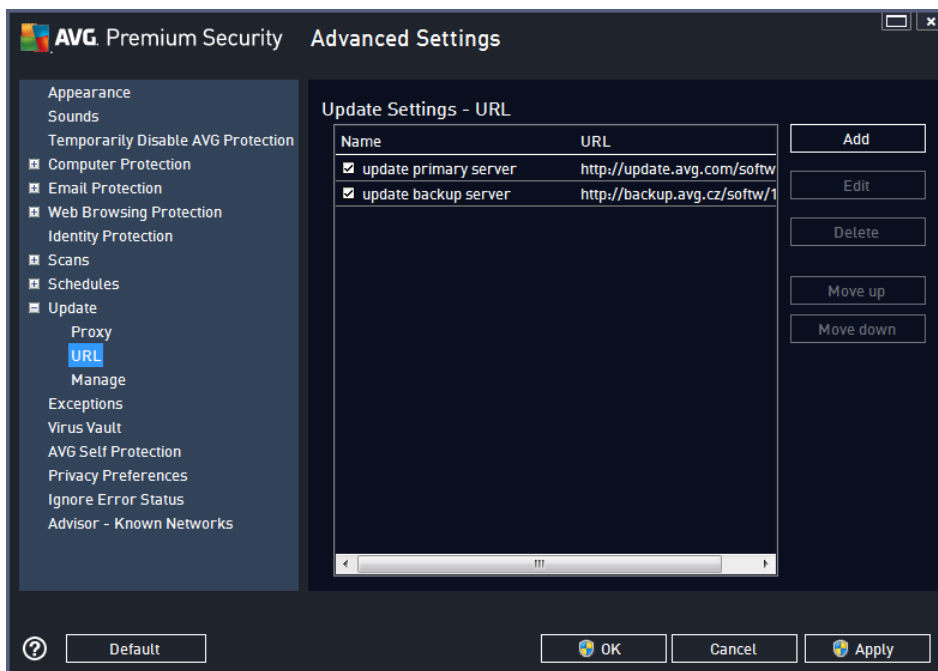 AVG. Premium Security Advanced Settings
Appearance
Sounds
Temporarily Disable AVG Protection
Computer Protection
Email Protection
Web Browsing Protection
Identity Protection
Scans
Schedules
Update
Proxy
URL
Manage
Exceptions
Virus Vault
AVG Self Protection
Privacy Preferences
Ignore Error Status
Advisor - Known Networks
Update Settings - URL
Name URL
update primary server http://update.avg.com/softw
update backup server http://backup.avg.cz/softw/1
Add
Edit
Delete
Move up
Move down
Default
OK
Cancel
Apply